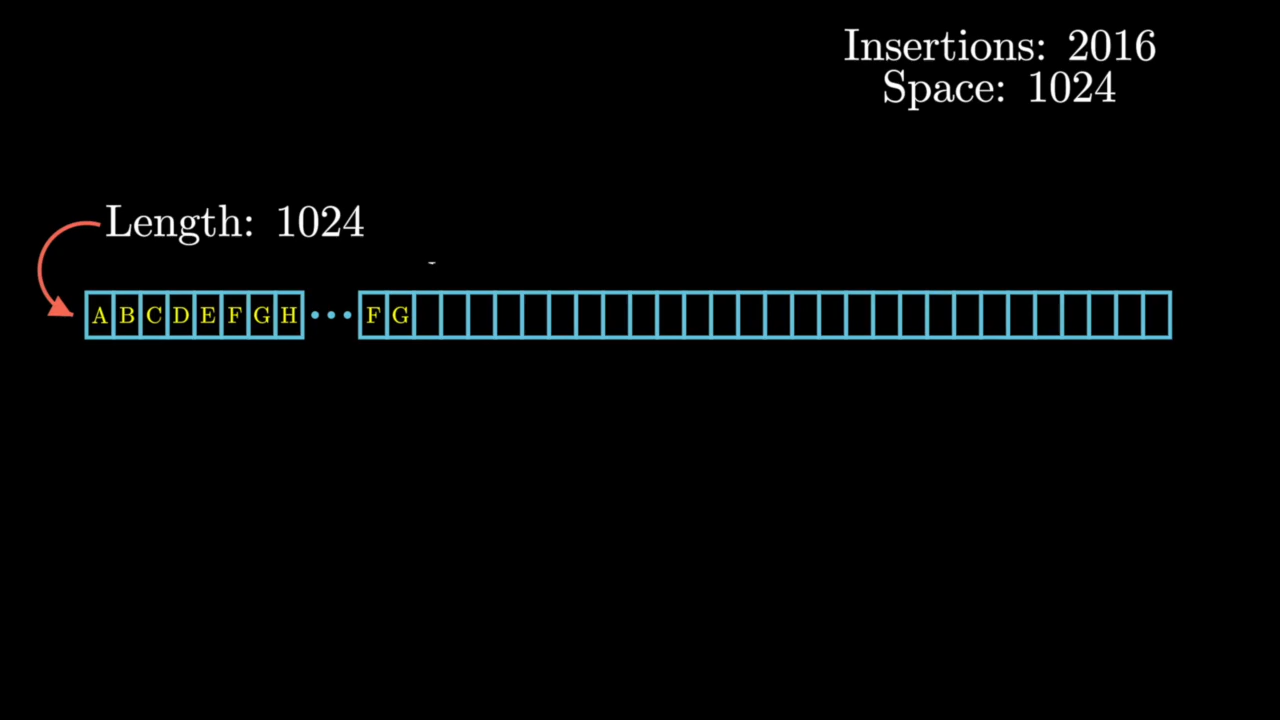 Insertions: 2016
Space: 1024
Length: 1024
A B C D E F G H ... F G